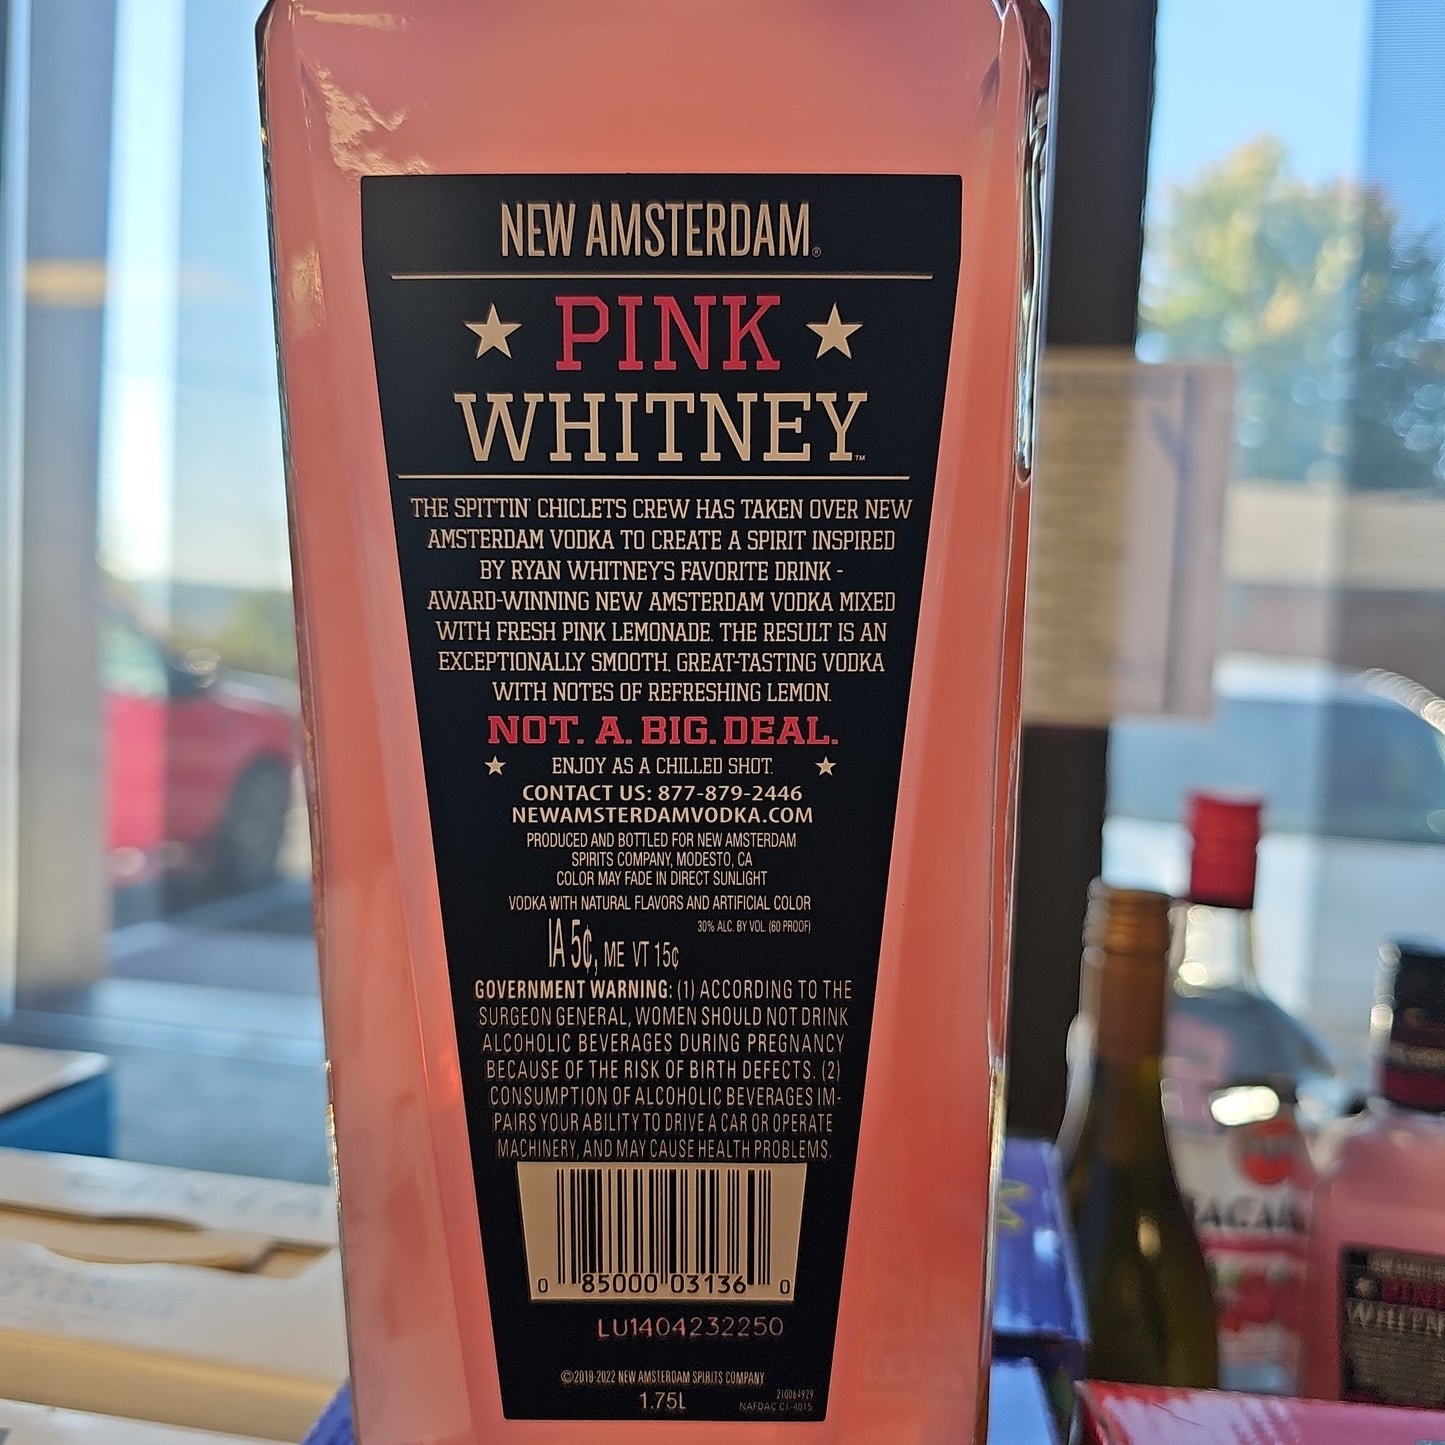 NEW AMSTERDAM®
PINK
WHITNEY™
THE SPITTIN' CHICLETS CREW HAS TAKEN OVER NEW
AMSTERDAM VODKA TO CREATE A SPIRIT INSPIRED
BY RYAN WHITNEY'S FAVORITE DRINK -
AWARD-WINNING NEW AMSTERDAM VODKA MIXED
WITH FRESH PINK LEMONADE. THE RESULT IS AN
EXCEPTIONALLY SMOOTH, GREAT-TASTING VODKA
WITH NOTES OF REFRESHING LEMON.
NOT. A. BIG. DEAL.
ENJOY AS A CHILLED SHOT.
CONTACT US: 877-879-2446
NEWAMSTERDAMVODKA.COM
PRODUCED AND BOTTLED FOR NEW AMSTERDAM
SPIRITS COMPANY, MODESTO, CA
COLOR MAY FADE IN DIRECT SUNLIGHT
VODKA WITH NATURAL FLAVORS AND ARTIFICIAL COLOR
30% ALC. BY VOL. (60 PROOF)
IA 5¢, ME VT 15¢
GOVERNMENT WARNING: (1) ACCORDING TO THE
SURGEON GENERAL, WOMEN SHOULD NOT DRINK
ALCOHOLIC BEVERAGES DURING PREGNANCY
BECAUSE OF THE RISK OF BIRTH DEFECTS. (2)
CONSUMPTION OF ALCOHOLIC BEVERAGES IM-
PAIRS YOUR ABILITY TO DRIVE A CAR OR OPERATE
MACHINERY, AND MAY CAUSE HEALTH PROBLEMS.
0 85000 03136 0
LU1404232250
©2019-2022 NEW AMSTERDAM SPIRITS COMPANY
1.75L
210064929
NAFDAC C1-4015
PINK
WHITNEY